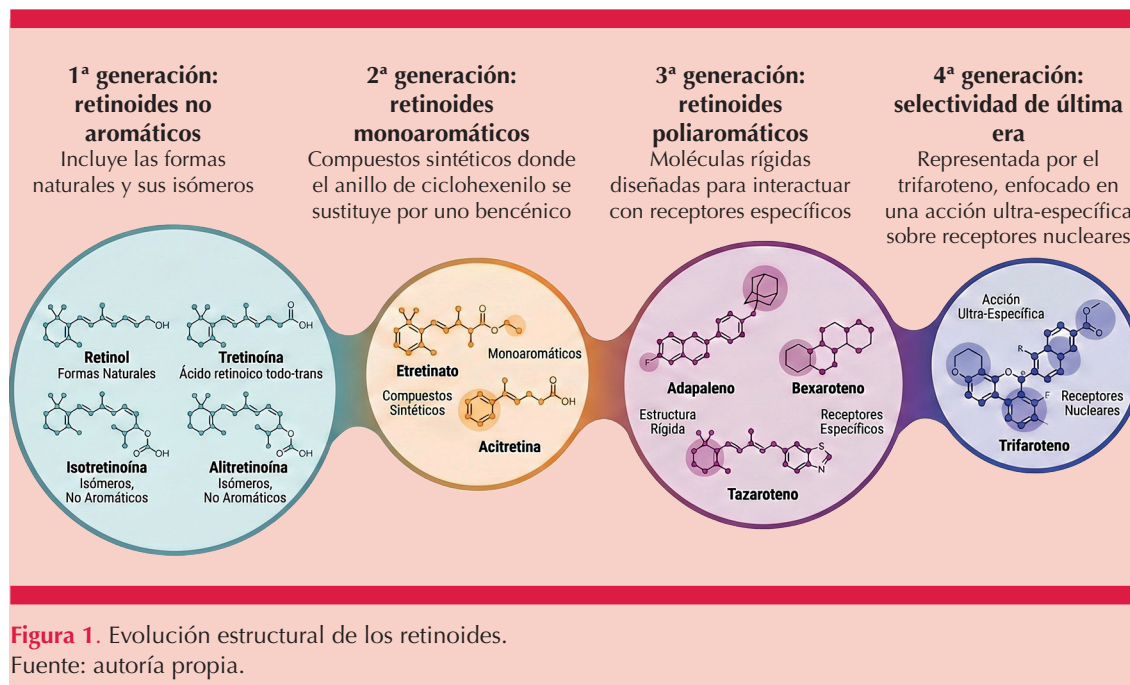 1ª generación:
retinoides no
aromáticos
Incluye las formas
naturales y sus isómeros
2ª generación:
retinoides
monoaromáticos
Compuestos sintéticos donde
el anillo de ciclohexenilo se
sustituye por uno bencénico
3ª generación:
retinoides
poliaromáticos
Moléculas rígidas
diseñadas para interactuar
con receptores específicos
4ª generación:
selectividad de última
era
Representada por el
trifaroteno, enfocado en
una acción ultra-específica
sobre receptores nucleares
OH
Retinol
Formas Naturales
O
OH
Tretinoína
Ácido retinoico todo-trans
O
O
OH
Isotretinoína
Isómeros,
No Aromáticos
O
O
OH
Alitretinoína
Isómeros,
No Aromáticos
O
O
Monoaromáticos
Etretinato
Compuestos
Sintéticos
O
OH
Acitretina
F
Adapaleno
Bexaroteno
Estructura
Rígida
Receptores
Específicos
S
N
Tazaroteno
Acción
Ultra-Específica
O
O
R
O
O
F
Receptores
Nucleares
Trifaroteno
Figura 1. Evolución estructural de los retinoides.
Fuente: autoría propia.